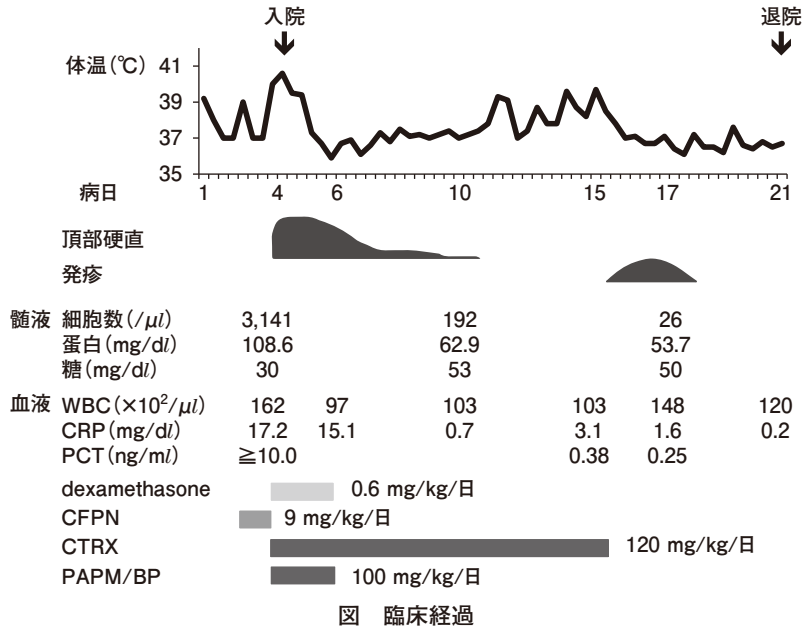 入院 退院
体温(℃) 41
39
37
35
病日 1 4 6 10 15 17 21
頂部硬直
発疹
髄液 細胞数(/μl) 3,141 192 26
蛋白(mg/dl) 108.6 62.9 53.7
糖(mg/dl) 30 53 50
血液 WBC(×10²/μl) 162 97 103 103 148 120
CRP(mg/dl) 17.2 15.1 0.7 3.1 1.6 0.2
PCT(ng/ml) ≧10.0 0.38 0.25
dexamethasone 0.6 mg/kg/日
CFPN 9 mg/kg/日
CTRX 120 mg/kg/日
PAPM/BP 100 mg/kg/日
図 臨床経過